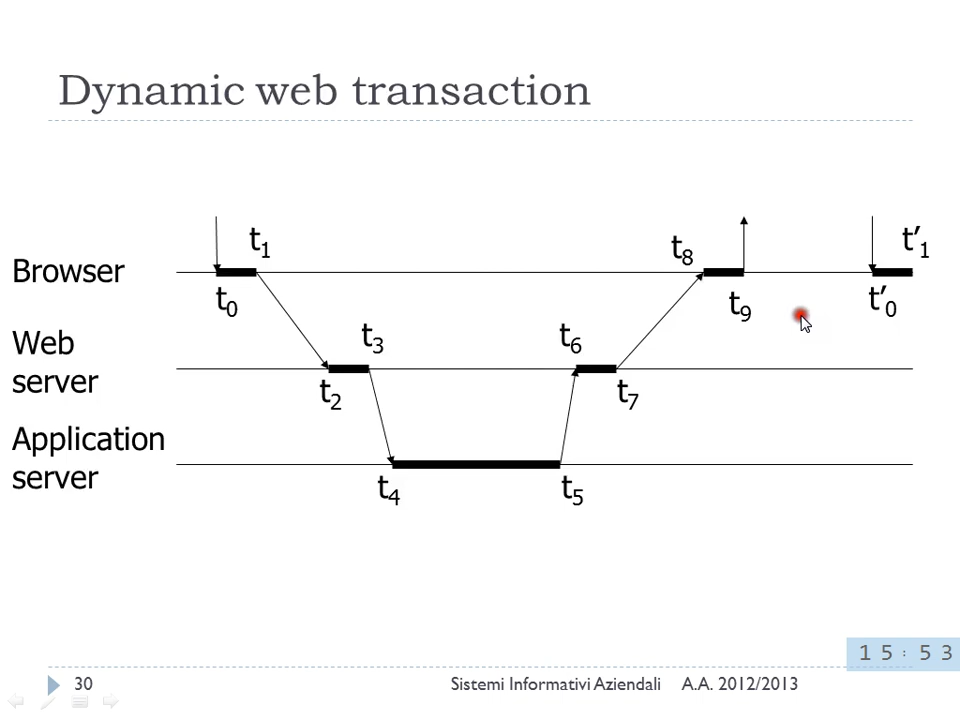 Dynamic web transaction
t1
t8
t’1
Browser
t0
t9
t’0
Web
server
t3
t6
t2
t7
Application
server
t4
t5
15:53
30
Sistemi Informativi Aziendali
A.A. 2012/2013